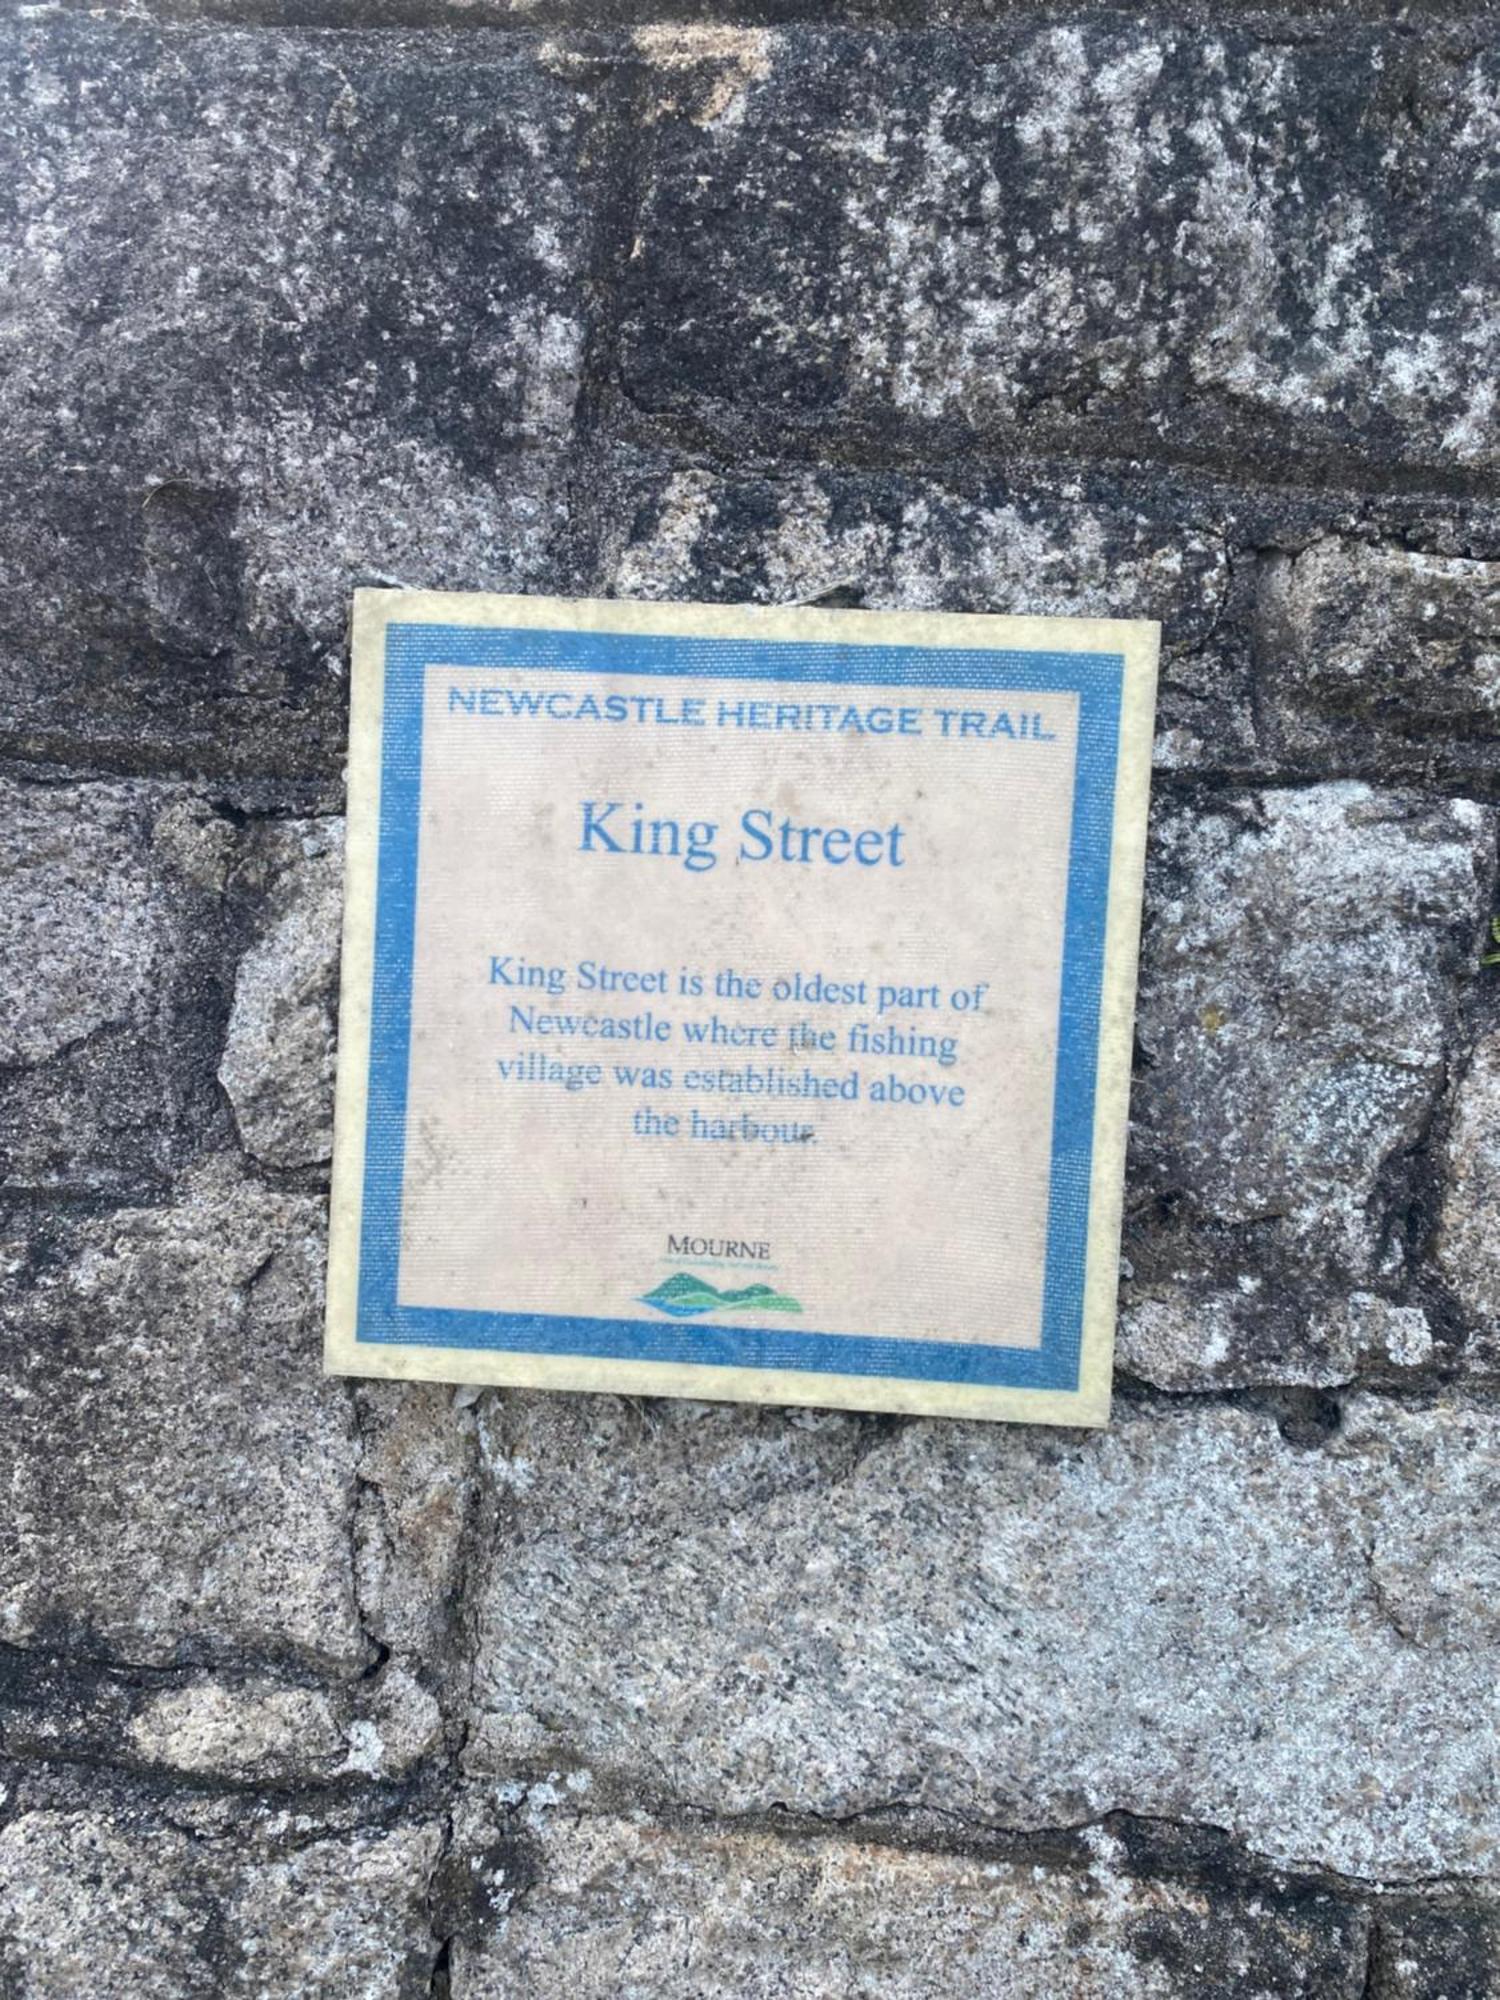 NEWCASTLE HERITAGE TRAIL
King Street
King Street is the oldest part of
Newcastle where the fishing
village was established above
the harbour.
MOURNE